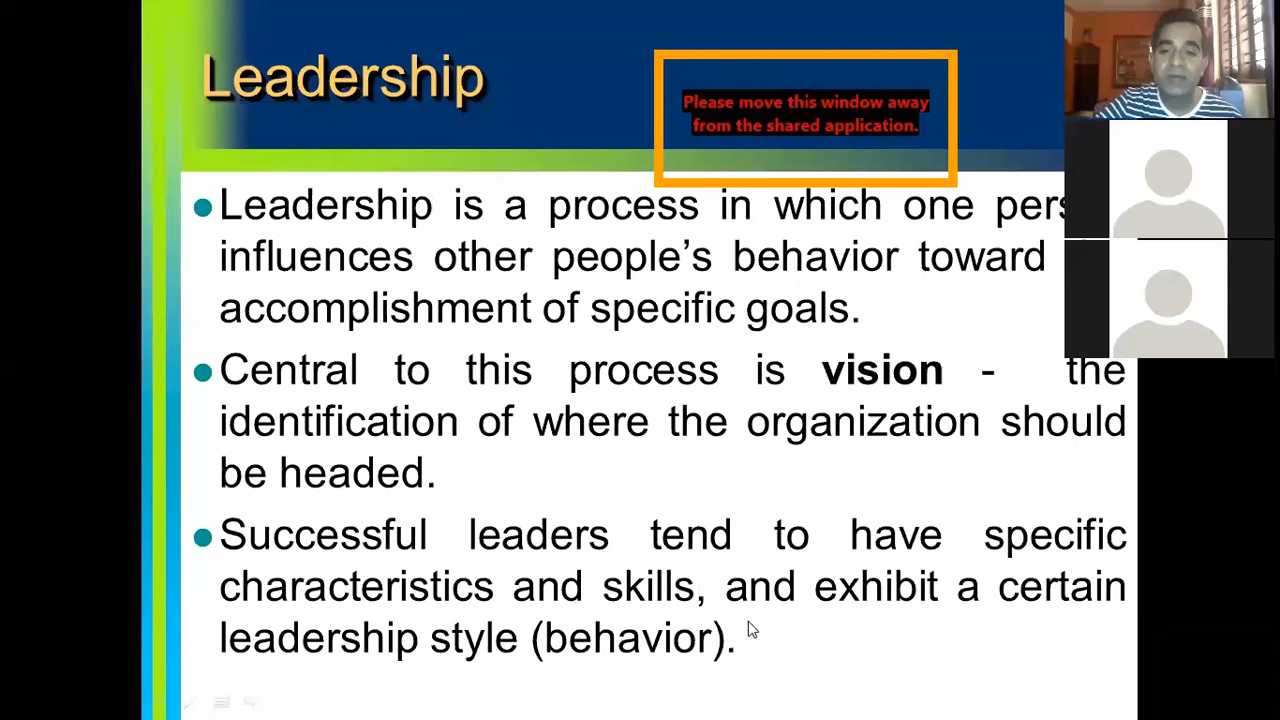 Leadership
Please move this window away
from the shared application.
Leadership is a process in which one
influences other people's behavior toward
accomplishment of specific goals.
Central to this process is vision - the
identification of where the organization should
be headed.
Successful leaders tend to have specific
characteristics and skills, and exhibit a certain
leadership style (behavior).